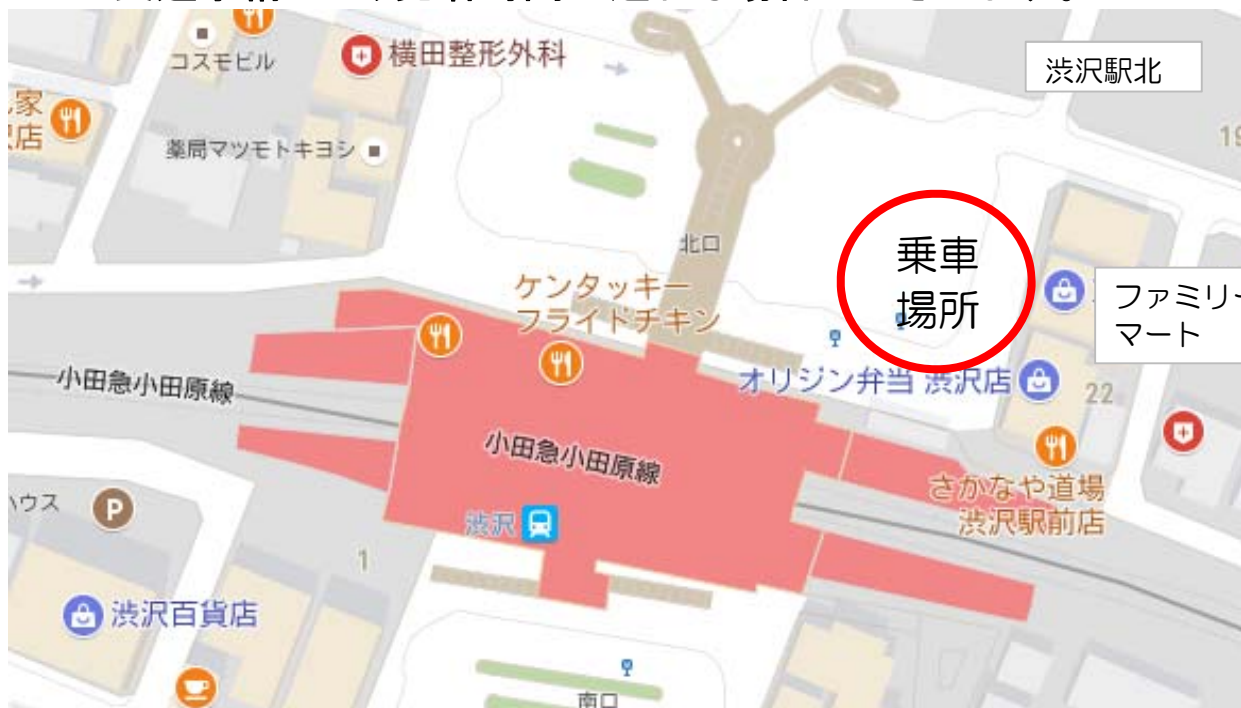 コスモビル
横田整形外科
渋沢駅北
家
店
薬局マツモトキヨシ
19
北口
乗車
場所
ケンタッキー
フライドチキン
ファミリー
マート
小田急小田原線
オリジン弁当 渋沢店
22
小田急小田原線
さかなや道場
渋沢駅前店
ハウス
P
渋沢
1
渋沢百貨店
南口